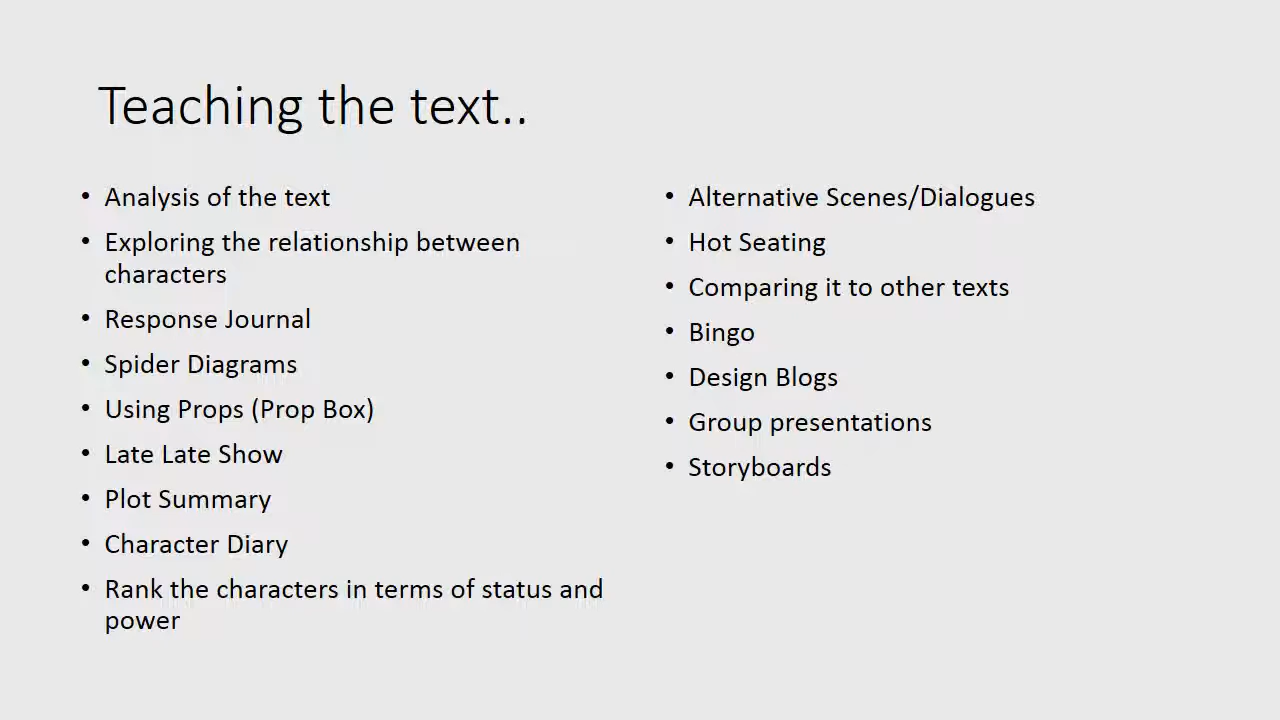 Teaching the text..
• Analysis of the text
• Exploring the relationship between
characters
• Response Journal
• Spider Diagrams
• Using Props (Prop Box)
• Late Late Show
• Plot Summary
• Character Diary
• Rank the characters in terms of status and
power
• Alternative Scenes/Dialogues
• Hot Seating
• Comparing it to other texts
• Bingo
• Design Blogs
• Group presentations
• Storyboards